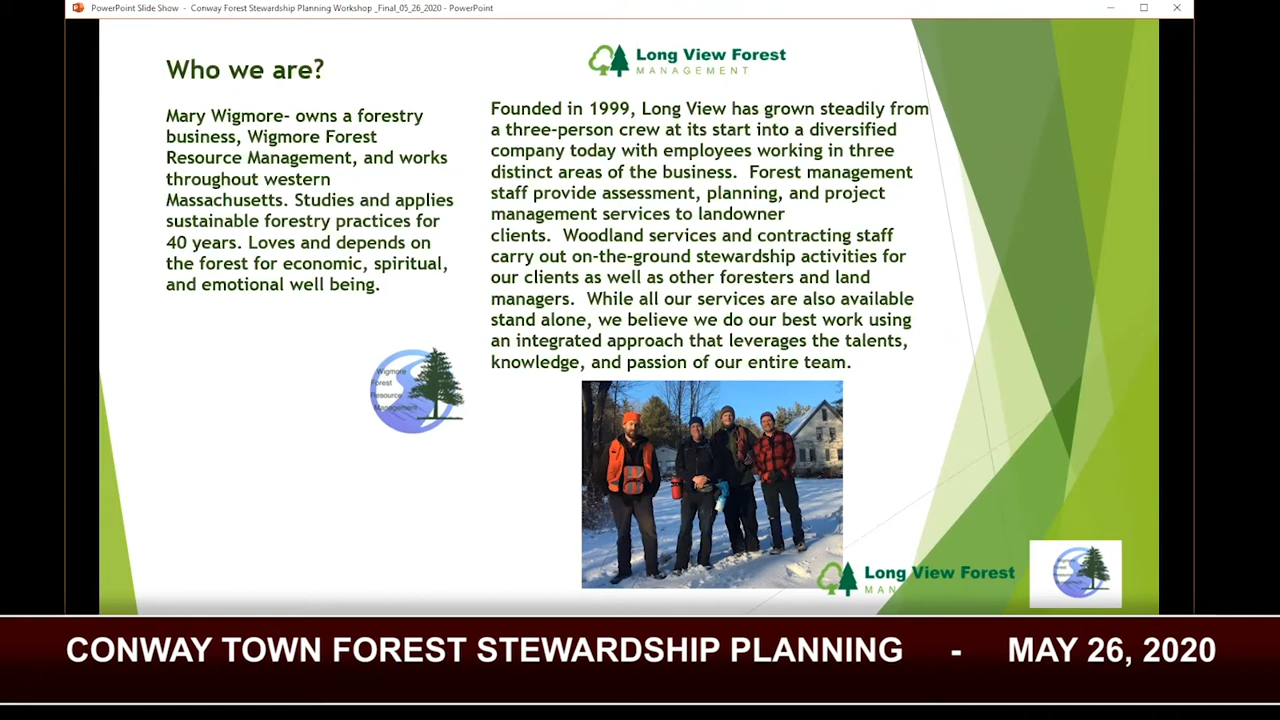 PowerPoint Slide Show - Conway Forest Stewardship Planning Workshop _Final_05_26_2020 - PowerPoint
Who we are?
Mary Wigmore- owns a forestry
business, Wigmore Forest
Resource Management, and works
throughout western
Massachusetts. Studies and applies
sustainable forestry practices for
40 years. Loves and depends on
the forest for economic, spiritual,
and emotional well being.
Wigmore
Forest
Resource
Management
Long View Forest
MANAGEMENT
Founded in 1999, Long View has grown steadily from
a three-person crew at its start into a diversified
company today with employees working in three
distinct areas of the business. Forest management
staff provide assessment, planning, and project
management services to landowner
clients. Woodland services and contracting staff
carry out on-the-ground stewardship activities for
our clients as well as other foresters and land
managers. While all our services are also available
stand alone, we believe we do our best work using
an integrated approach that leverages the talents,
knowledge, and passion of our entire team.
Long View Forest
CONWAY TOWN FOREST STEWARDSHIP PLANNING - MAY 26, 2020